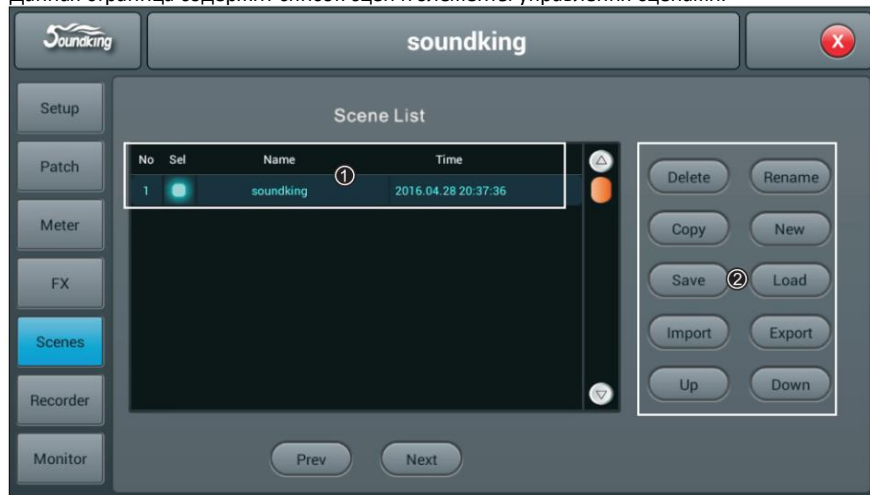 Данная страница содержит список сцен и элементы управления сценами.
Soundking
soundking
Setup
Patch
Meter
FX
Scenes
Recorder
Monitor
Scene List
No Sel Name Time
①
1 soundking 2016.04.28 20:37:36
Delete Rename
Copy New
Save ② Load
Import Export
Up Down
Prev Next